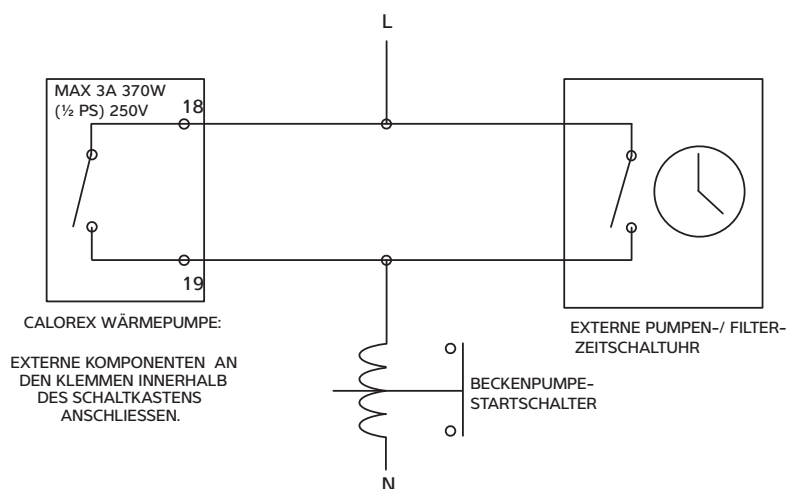 L
MAX 3A 370W
(½ PS) 250V
18
19
CALOREX WÄRMEPUMPE:
EXTERNE KOMPONENTEN AN
DEN KLEMMEN INNERHALB
DES SCHALTKASTENS
ANSCHLIESSEN.
EXTERNE PUMPEN-/ FILTER-
ZEITSCHALTUHR
BECKENPUMPE-
STARTSCHALTER
N